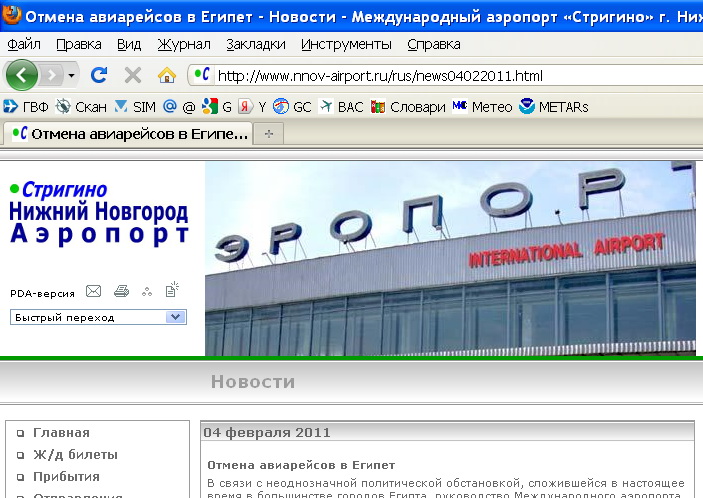 Отмена авиарейсов в Египет - Новости - Международный аэропорт «Стригино» г. Ниж
Файл Правка Вид Журнал Закладки Инструменты Справка
http://www.nnov-airport.ru/rus/news04022011.html
ГВФ Скан SIM @ @ G Y GC ВАС Словари Метео METARs
Отмена авиарейсов в Египе...
Стригино
Нижний Новгород
Аэропорт
ЭРОПОРТ
INTERNATIONAL AIRPORT
PDA-версия
Быстрый переход
Новости
Главная
Ж/д билеты
Прибытия
Отправления
04 февраля 2011
Отмена авиарейсов в Египет
В связи с неоднозначной политической обстановкой, сложившейся в настоящее
время в большинстве городов Египта, руководство Международного аэропорта